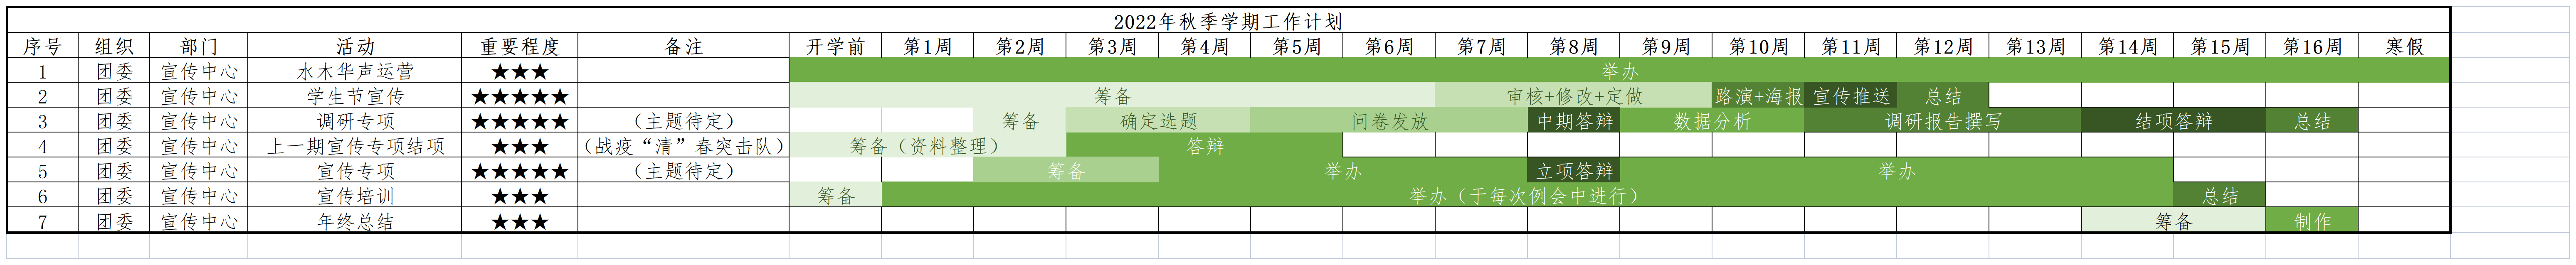 2022年秋季学期工作计划
序号 组织 部门 活动 重要程度 备注 开学前 第1周 第2周 第3周 第4周 第5周 第6周 第7周 第8周 第9周 第10周 第11周 第12周 第13周 第14周 第15周 第16周 寒假
1 团委 宣传中心 水木华声运营 ★★★ 举办
2 团委 宣传中心 学生节宣传 ★★★★★ 筹备 审核+修改+定做 路演+海报 宣传推送 总结
3 团委 宣传中心 调研专项 ★★★★★ （主题待定） 筹备 确定选题 问卷发放 中期答辩 数据分析 调研报告撰写 结项答辩 总结
4 团委 宣传中心 上一期宣传专项结项 ★★★ （战疫“清”春突击队） 筹备（资料整理） 答辩
5 团委 宣传中心 宣传专项 ★★★★★ （主题待定） 筹备 举办 立项答辩 举办
6 团委 宣传中心 宣传培训 ★★★ 筹备 举办（于每次例会中进行） 总结
7 团委 宣传中心 年终总结 ★★★ 筹备 制作